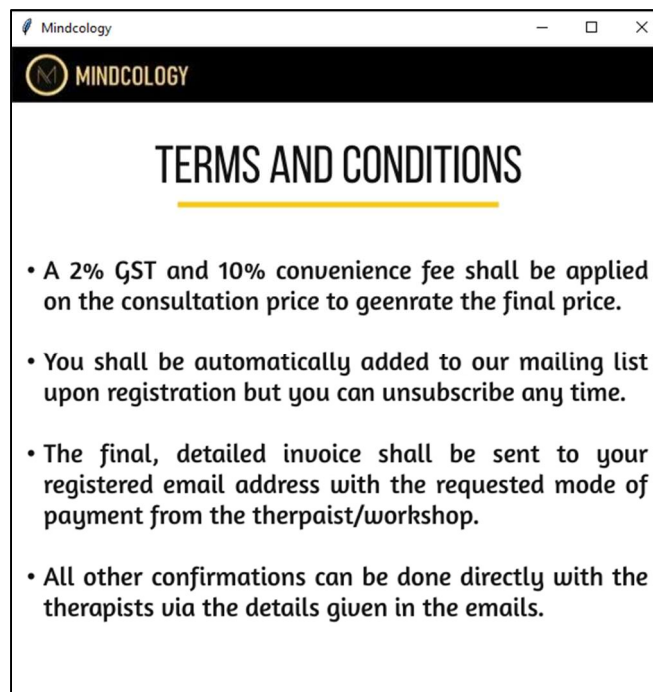 Mindcology
MINDCOLOGY
TERMS AND CONDITIONS
• A 2% GST and 10% convenience fee shall be applied
on the consultation price to geenrate the final price.
• You shall be automatically added to our mailing list
upon registration but you can unsubscribe any time.
• The final, detailed invoice shall be sent to your
registered email address with the requested mode of
payment from the therpaist/workshop.
• All other confirmations can be done directly with the
therapists via the details given in the emails.